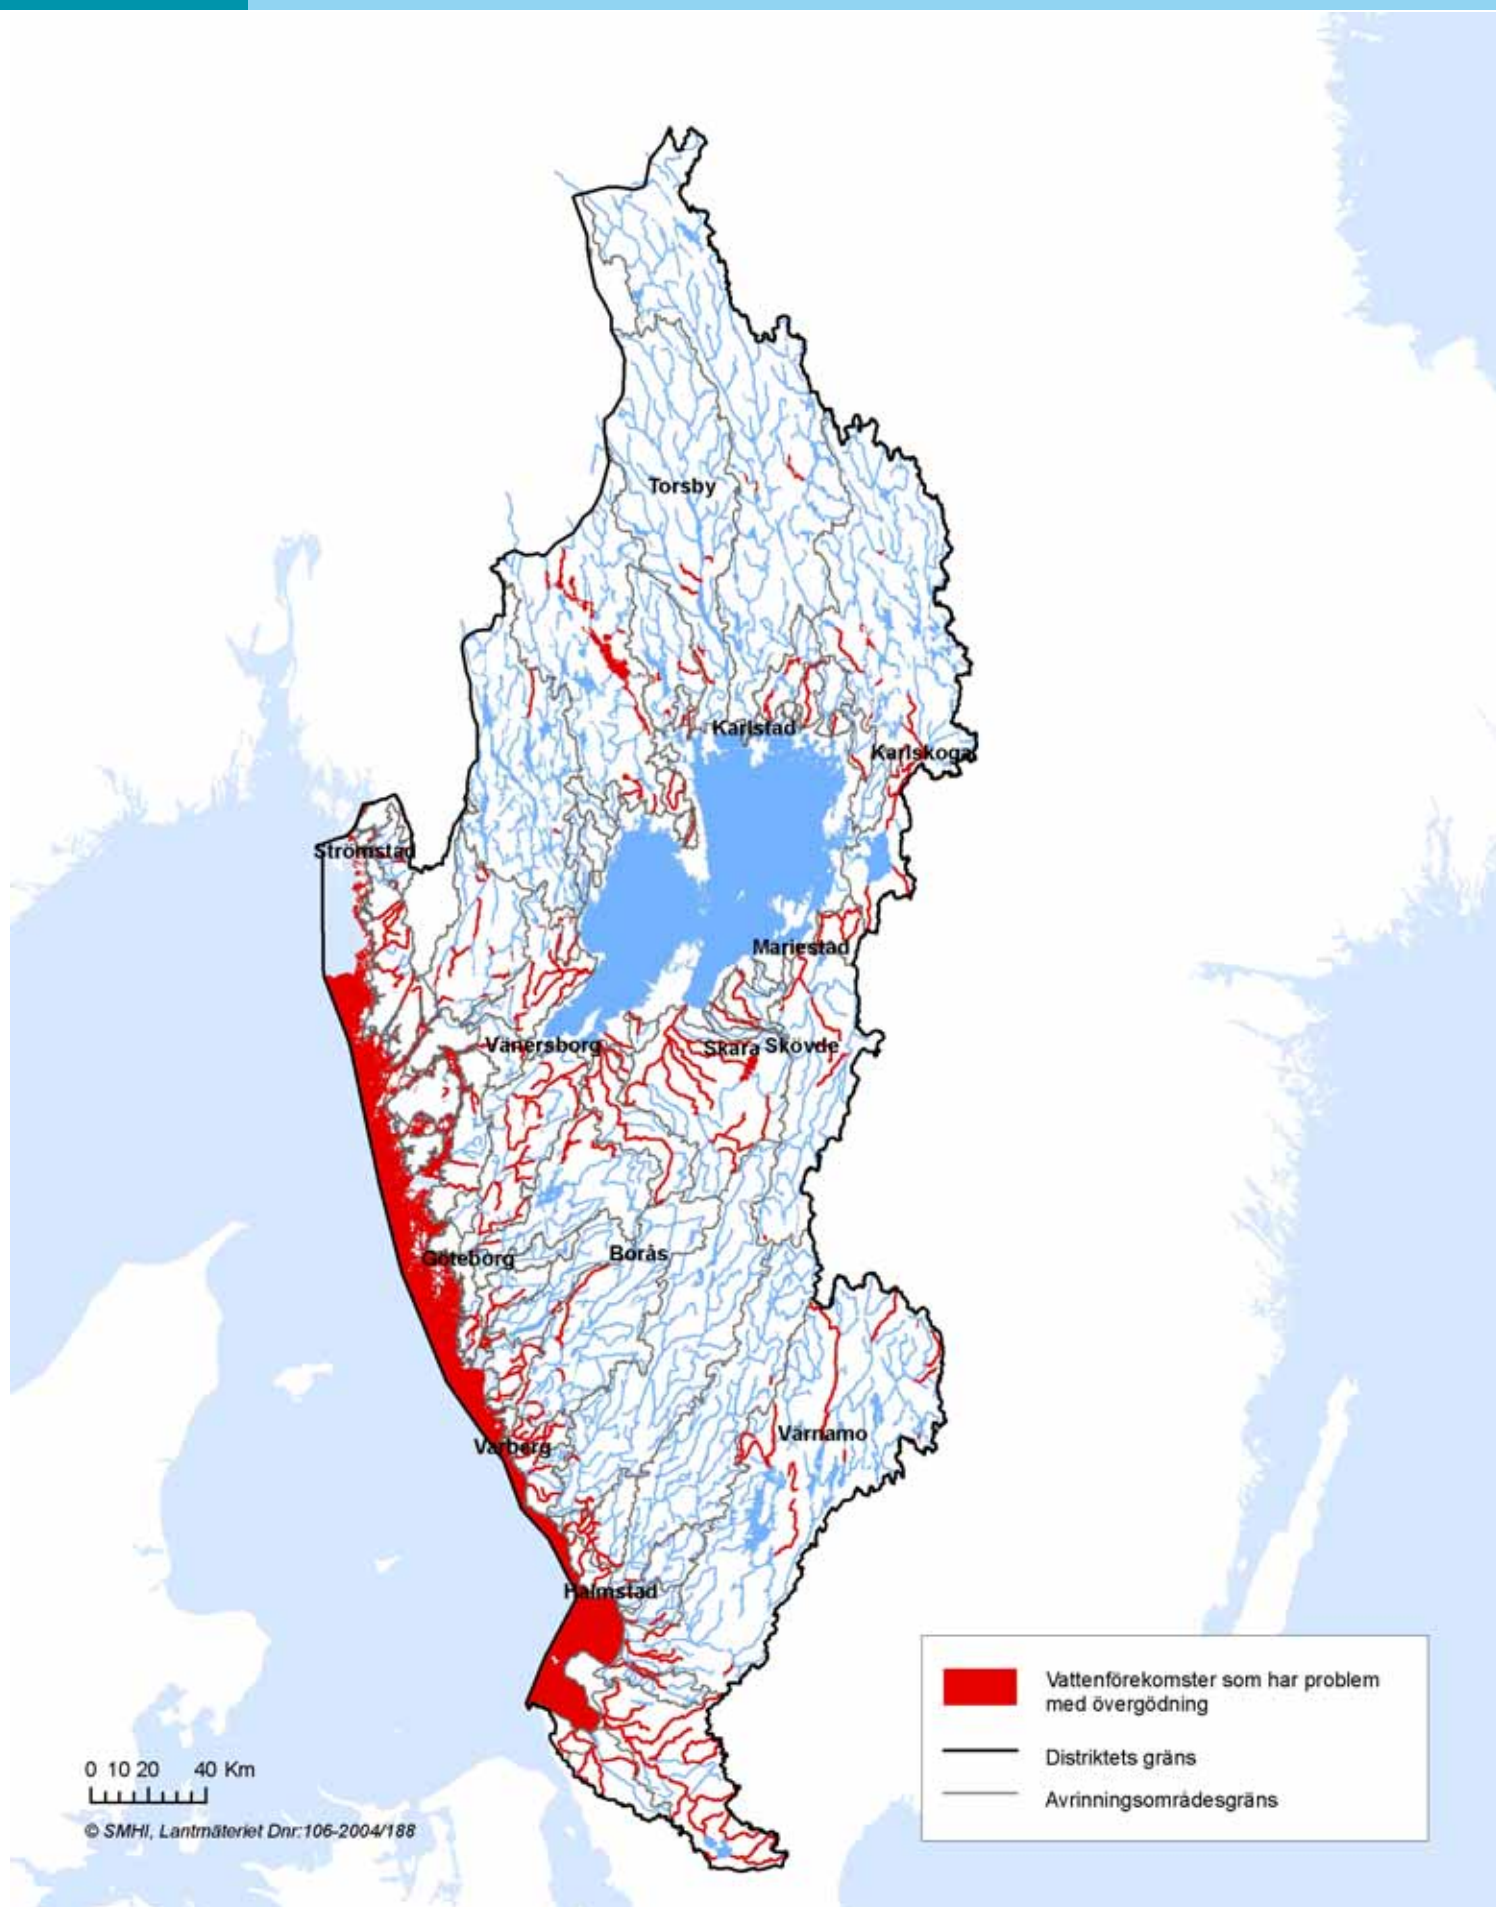 Torsby
Karlstad
Karlskoga
Strömstad
Mariestad
Vänersborg
Skara Skövde
Göteborg
Borås
Värnamo
Varberg
Halmstad
Vattenförekomster som har problem
med övergödning
Distriktets gräns
Avrinningsområdesgräns
0 10 20 40 Km
© SMHI, Lantmäteriet Dnr:106-2004/188